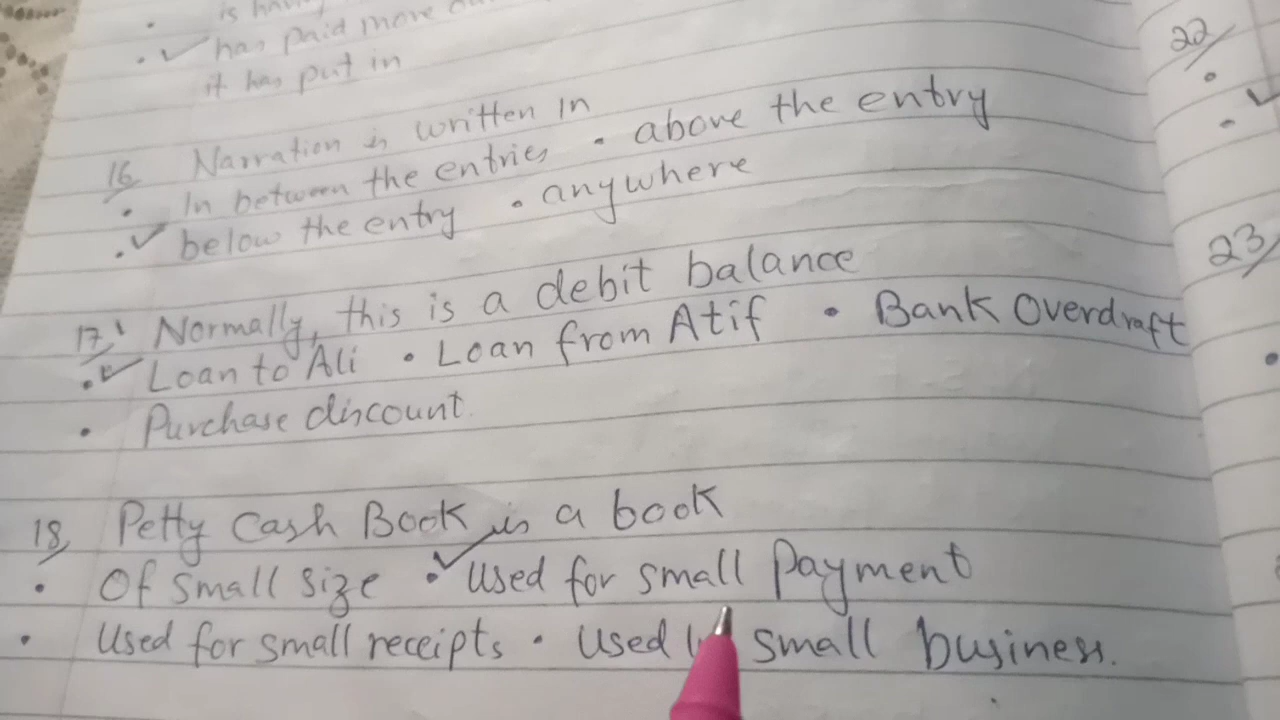 is
has paid more
it has put in
16 Narration is written In
• In between the entries • above the entry
• ✓ below the entry • anywhere
17 Normally, this is a debit balance
• ✓ Loan to Ali • Loan from Atif • Bank Overdraft
• Purchase discount.
18 Petty Cash Book is a book
• Of small size • ✓ Used for small Payment
• Used for small receipts • Used small business.
22
23